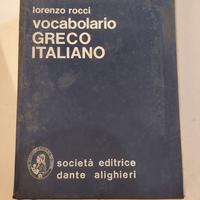 lorenzo rocci
vocabolario
GRECO
ITALIANO
società editrice
dante alighieri